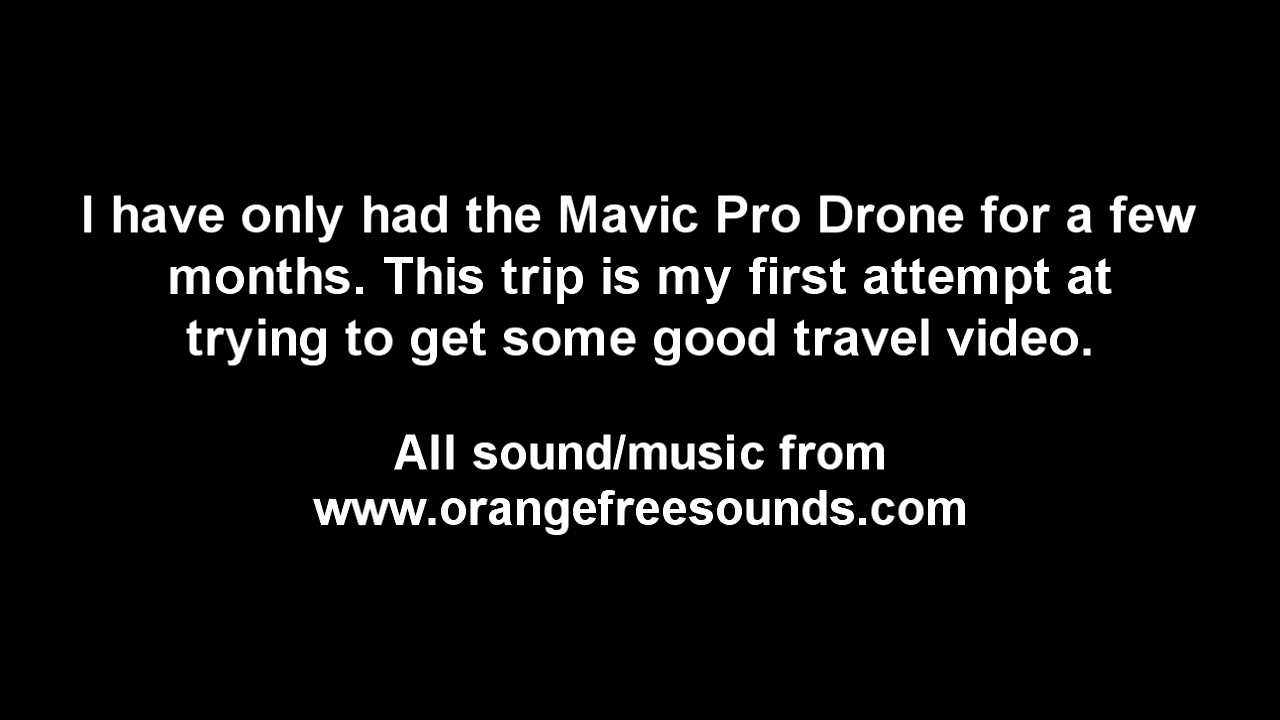 I have only had the Mavic Pro Drone for a few
months. This trip is my first attempt at
trying to get some good travel video.
All sound/music from
www.orangefreesounds.com